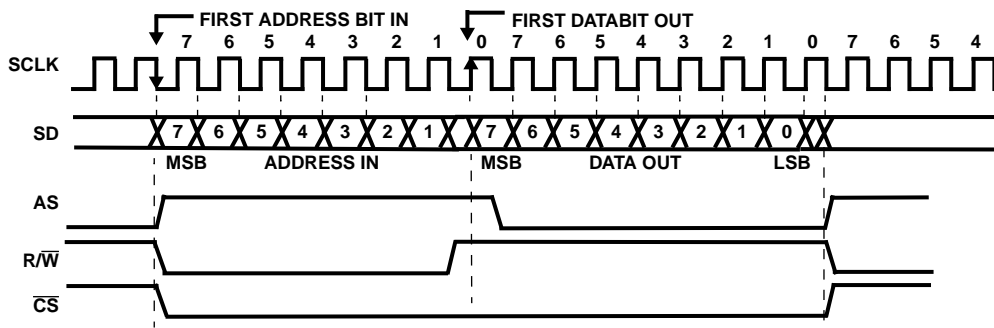 FIRST ADDRESS BIT IN FIRST DATABIT OUT
7 6 5 4 3 2 1 0 7 6 5 4 3 2 1 0 7 6 5 4
SCLK
SD 7 6 5 4 3 2 1 7 6 5 4 3 2 1 0
MSB ADDRESS IN MSB DATA OUT LSB
AS
R/W̅
C̅S̅